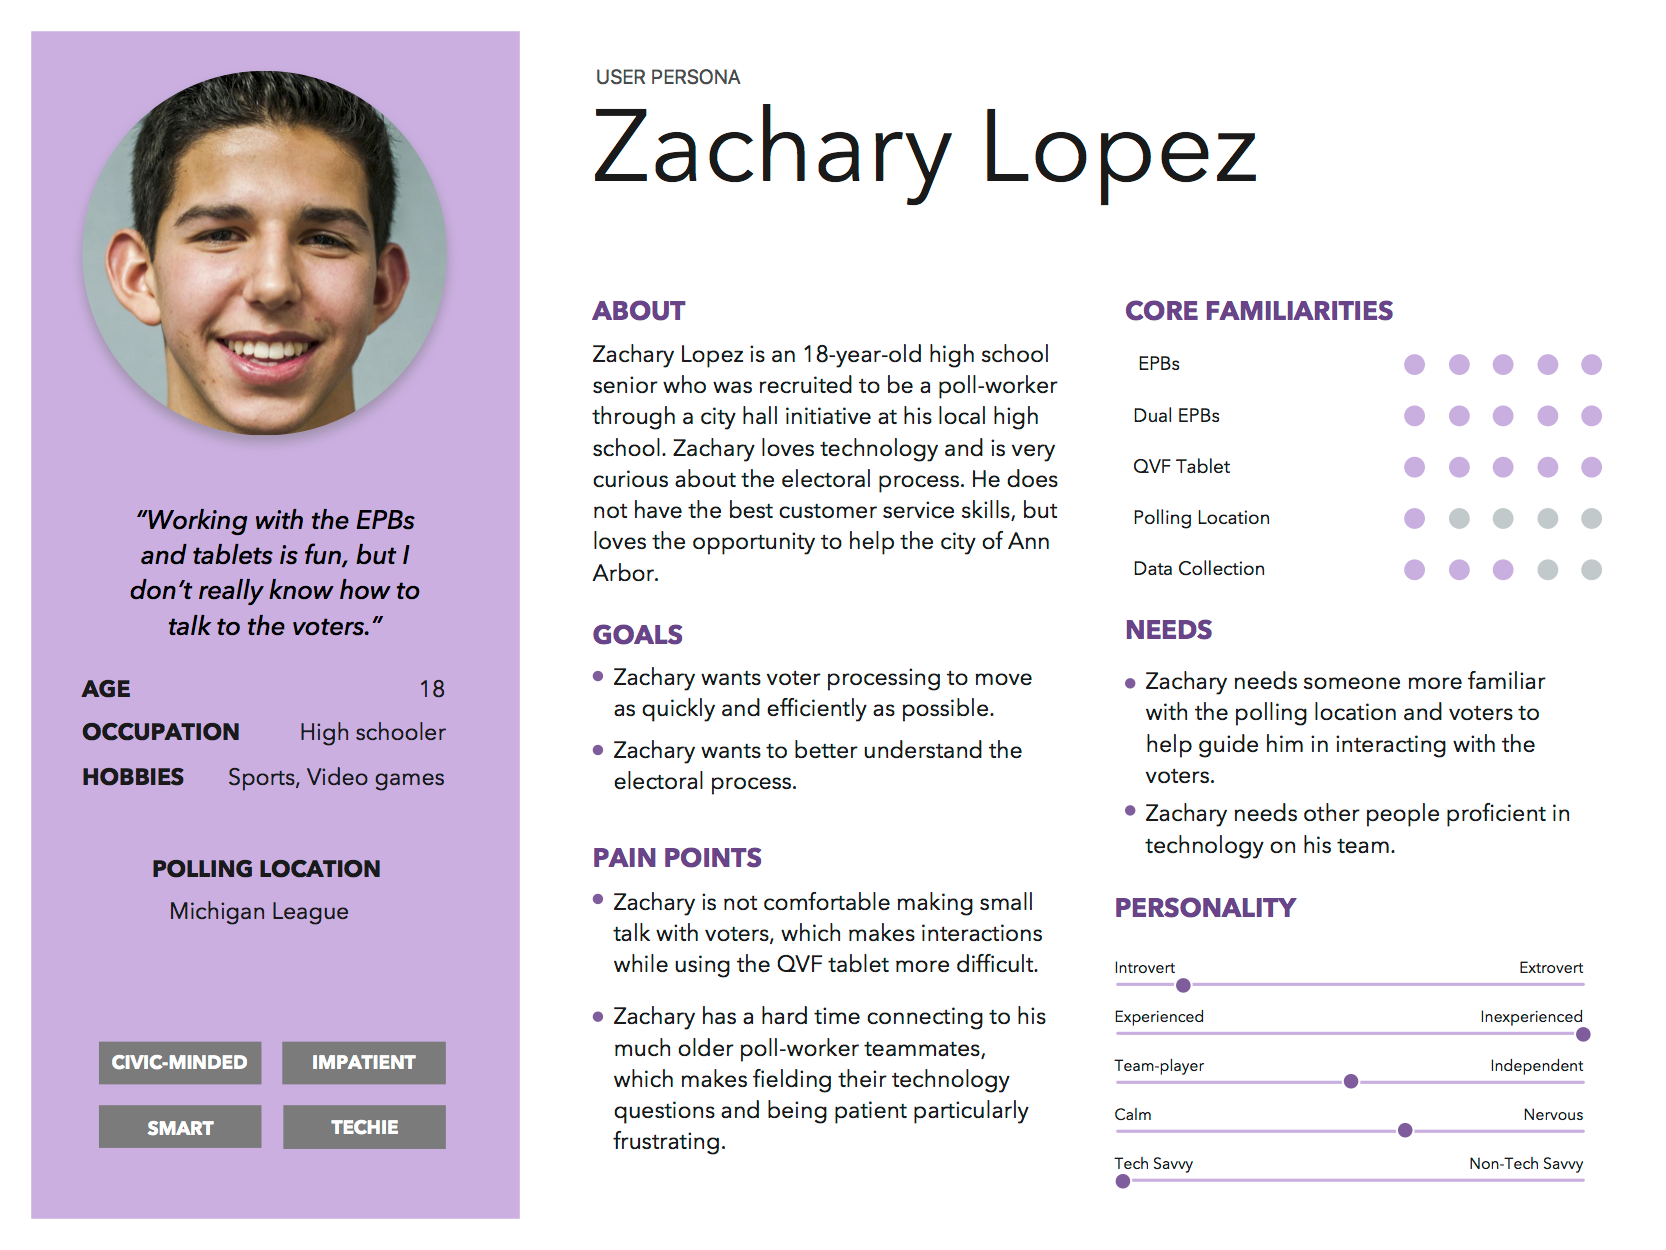 “Working with the EPBs
and tablets is fun, but I
don’t really know how to
talk to the voters.”
AGE 18
OCCUPATION High schooler
HOBBIES Sports, Video games
POLLING LOCATION
Michigan League
CIVIC-MINDED IMPATIENT
SMART TECHIE
USER PERSONA
Zachary Lopez
ABOUT
Zachary Lopez is an 18-year-old high school
senior who was recruited to be a poll-worker
through a city hall initiative at his local high
school. Zachary loves technology and is very
curious about the electoral process. He does
not have the best customer service skills, but
loves the opportunity to help the city of Ann
Arbor.
GOALS
Zachary wants voter processing to move
as quickly and efficiently as possible.
Zachary wants to better understand the
electoral process.
PAIN POINTS
Zachary is not comfortable making small
talk with voters, which makes interactions
while using the QVF tablet more difficult.
Zachary has a hard time connecting to his
much older poll-worker teammates,
which makes fielding their technology
questions and being patient particularly
frustrating.
CORE FAMILIARITIES
EPBs
Dual EPBs
QVF Tablet
Polling Location
Data Collection
NEEDS
Zachary needs someone more familiar
with the polling location and voters to
help guide him in interacting with the
voters.
Zachary needs other people proficient in
technology on his team.
PERSONALITY
Introvert Extrovert
Experienced Inexperienced
Team-player Independent
Calm Nervous
Tech Savvy Non-Tech Savvy